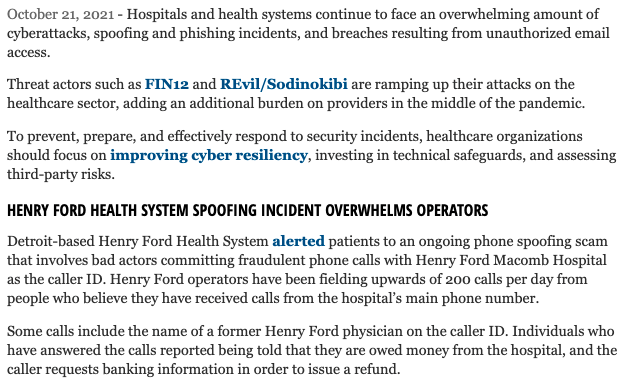 October 21, 2021 - Hospitals and health systems continue to face an overwhelming amount of
cyberattacks, spoofing and phishing incidents, and breaches resulting from unauthorized email
access.
Threat actors such as FIN12 and REvil/Sodinokibi are ramping up their attacks on the
healthcare sector, adding an additional burden on providers in the middle of the pandemic.
To prevent, prepare, and effectively respond to security incidents, healthcare organizations
should focus on improving cyber resiliency, investing in technical safeguards, and assessing
third-party risks.
HENRY FORD HEALTH SYSTEM SPOOFING INCIDENT OVERWHELMS OPERATORS
Detroit-based Henry Ford Health System alerted patients to an ongoing phone spoofing scam
that involves bad actors committing fraudulent phone calls with Henry Ford Macomb Hospital
as the caller ID. Henry Ford operators have been fielding upwards of 200 calls per day from
people who believe they have received calls from the hospital's main phone number.
Some calls include the name of a former Henry Ford physician on the caller ID. Individuals who
have answered the calls reported being told that they are owed money from the hospital, and the
caller requests banking information in order to issue a refund.